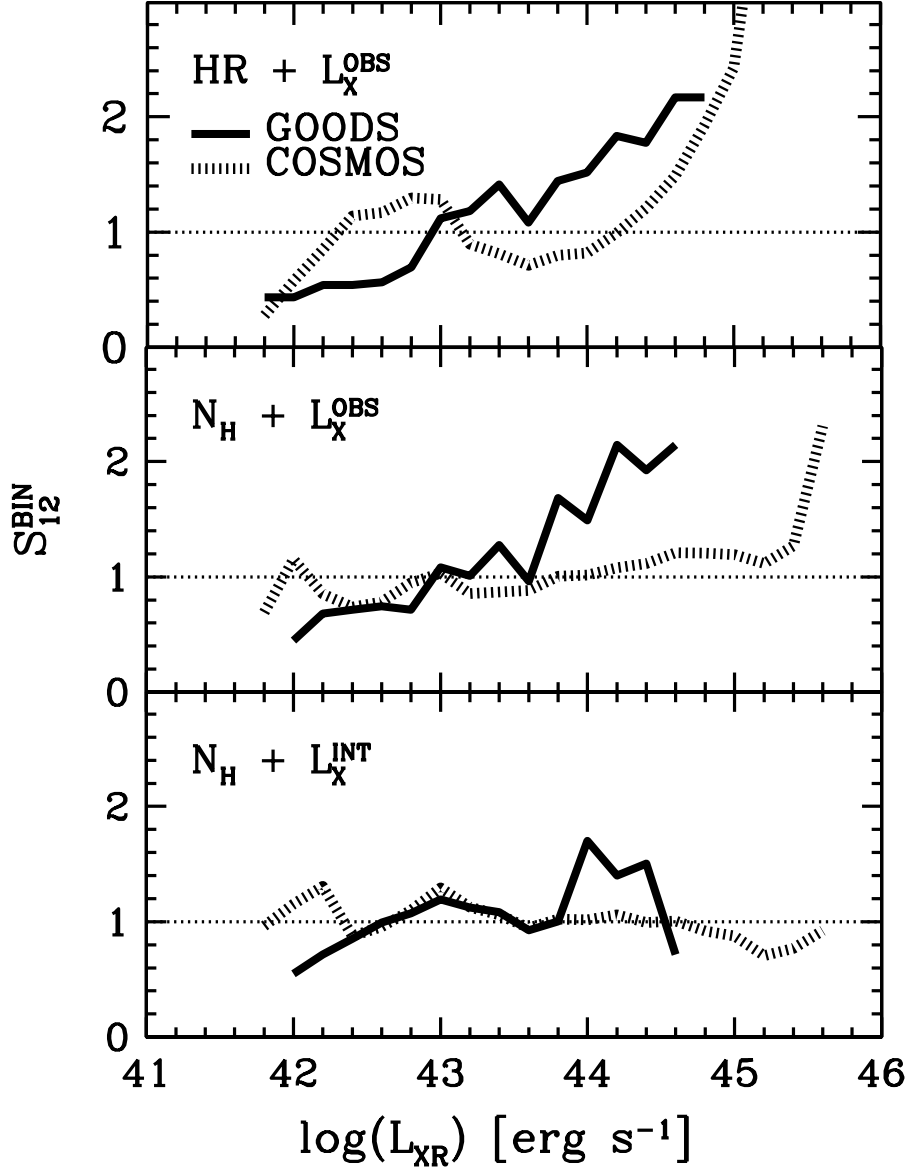 HR + L_X^OBS
GOODS
COSMOS
2
1
0
N_H + L_X^OBS
2
1
0
S_12^BIN
N_H + L_X^INT
2
1
0
41 42 43 44 45 46
log(L_XR) [erg s^-1]